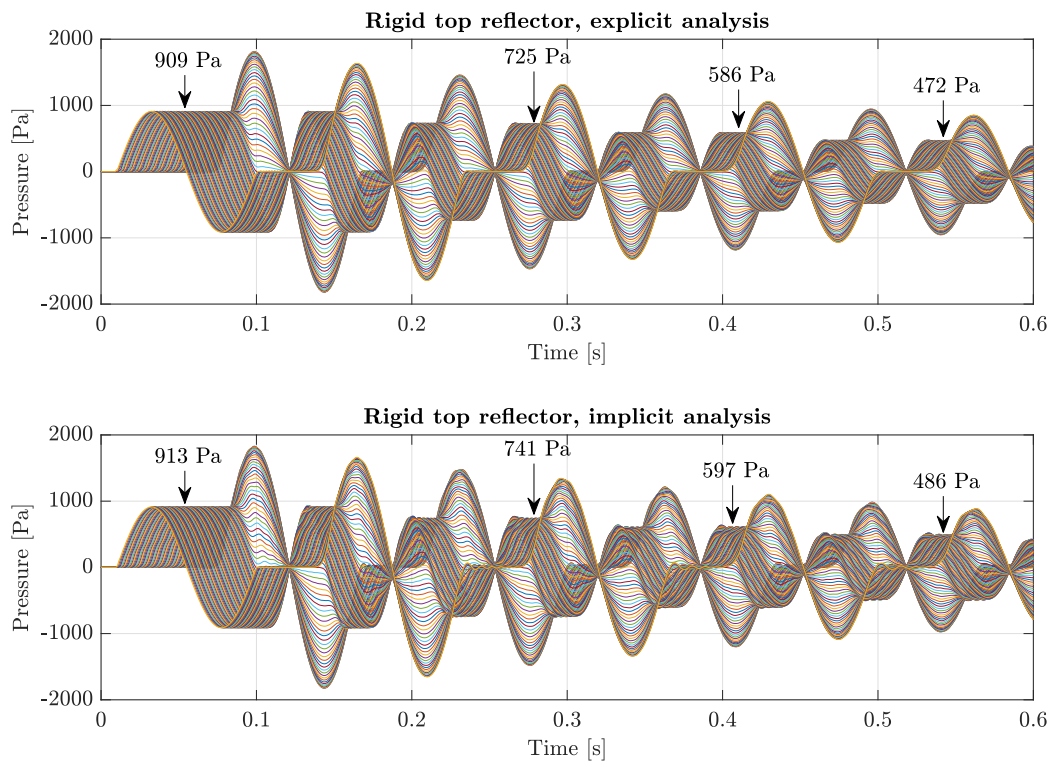 Rigid top reflector, explicit analysis
2000
1000
0
-1000
-2000
Pressure [Pa]
909 Pa
725 Pa
586 Pa
472 Pa
0 0.1 0.2 0.3 0.4 0.5 0.6
Time [s]
Rigid top reflector, implicit analysis
2000
1000
0
-1000
-2000
Pressure [Pa]
913 Pa
741 Pa
597 Pa
486 Pa
0 0.1 0.2 0.3 0.4 0.5 0.6
Time [s]